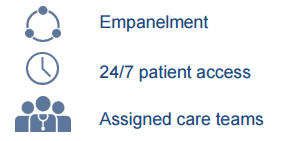 Empanelment
24/7 patient access
Assigned care teams